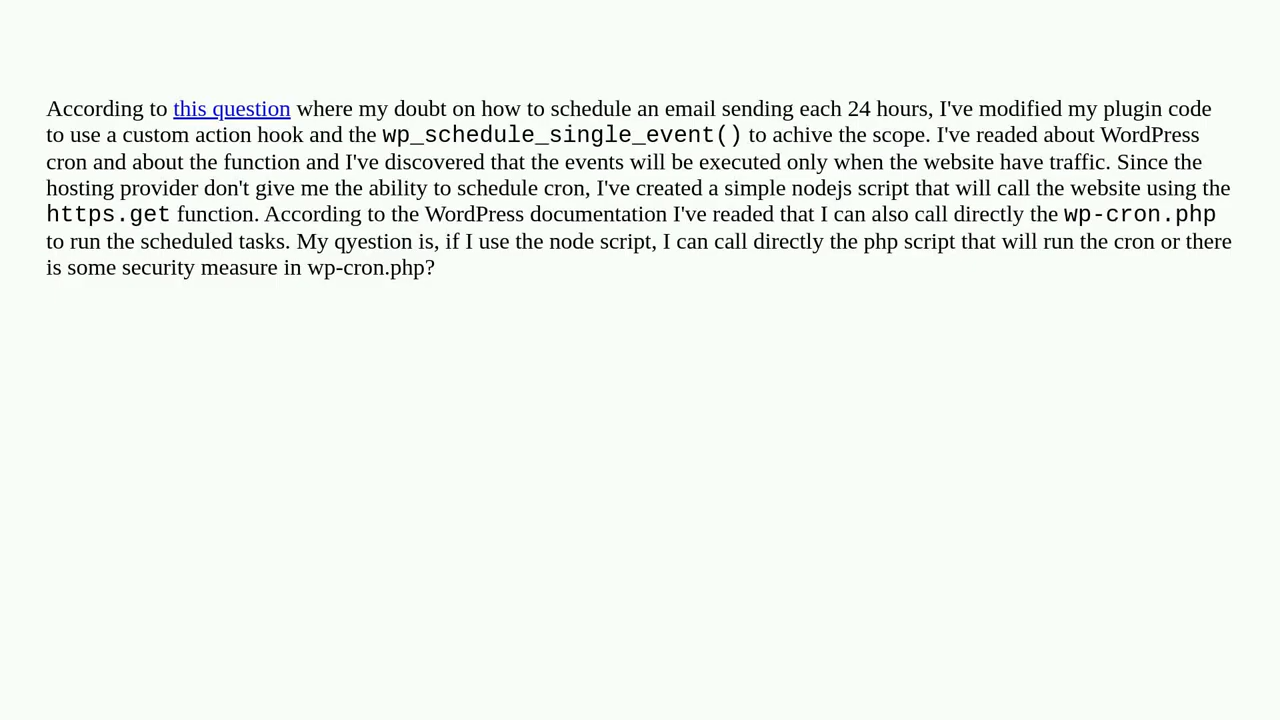 According to this question where my doubt on how to schedule an email sending each 24 hours, I've modified my plugin code
to use a custom action hook and the wp_schedule_single_event() to achive the scope. I've readed about WordPress
cron and about the function and I've discovered that the events will be executed only when the website have traffic. Since the
hosting provider don't give me the ability to schedule cron, I've created a simple nodejs script that will call the website using the
https.get function. According to the WordPress documentation I've readed that I can also call directly the wp-cron.php
to run the scheduled tasks. My qyestion is, if I use the node script, I can call directly the php script that will run the cron or there
is some security measure in wp-cron.php?